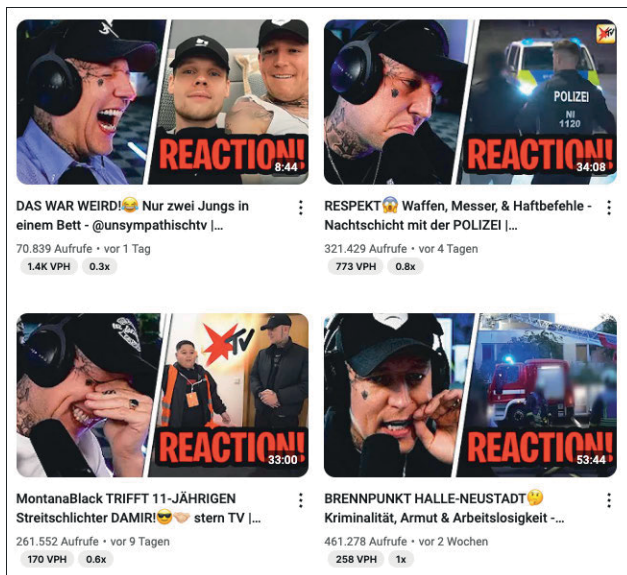 REACTION!
8:44
DAS WAR WEIRD!😂 Nur zwei Jungs in
einem Bett - @unsympathischtv |...
70.839 Aufrufe • vor 1 Tag
1.4K VPH 0.3x
TV
POLIZEI
NI
1120
REACTION!
34:08
RESPEKT😱 Waffen, Messer, & Haftbefehle -
Nachtschicht mit der POLIZEI |...
321.429 Aufrufe • vor 4 Tagen
773 VPH 0.8x
TV
REACTION!
33:00
MontanaBlack TRIFFT 11-JÄHRIGEN
Streitschlichter DAMIR!😎🤝 stern TV |...
261.552 Aufrufe • vor 9 Tagen
170 VPH 0.6x
REACTION!
53:44
BRENNPUNKT HALLE-NEUSTADT🤔
Kriminalität, Armut & Arbeitslosigkeit -...
461.278 Aufrufe • vor 2 Wochen
258 VPH 1x